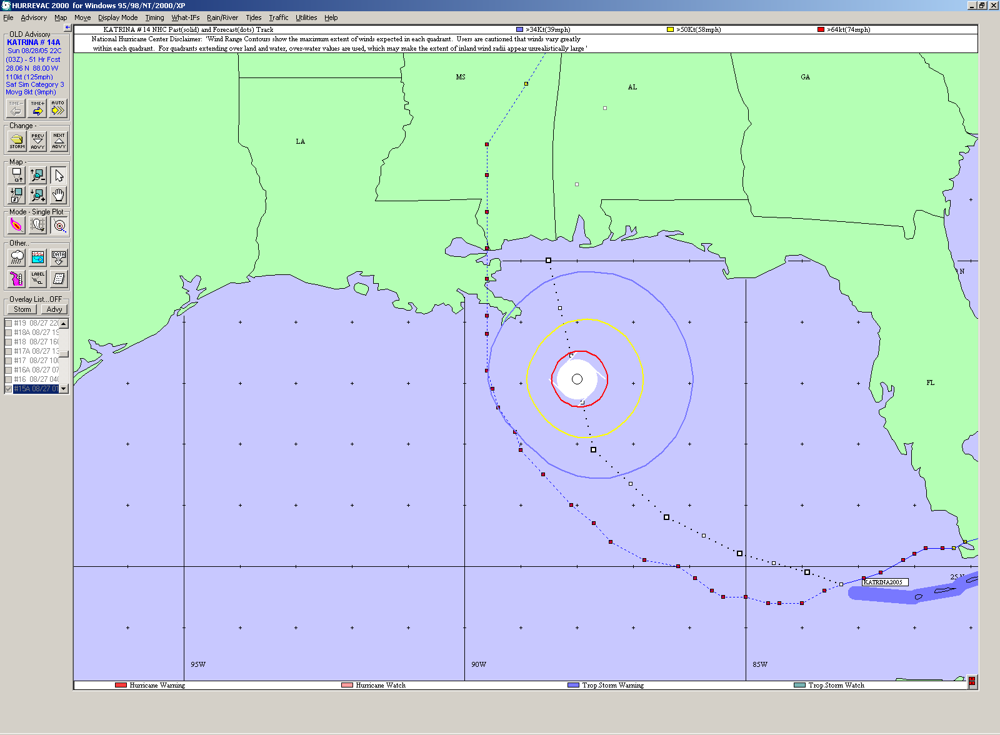 HURREVAC 2000 for Windows 95/98/NT/2000/XP
File Advisory Map Move Display Mode Timing What-IFs Rain/River Tides Traffic Utilities Help
OLD Advisory
KATRINA # 14A
Sun 08/28/05 22C
(03Z) - 51 Hr Fcst
28.06 N 88.00 W
110kt (125mph)
Saf Sim Category 3
Movg 8kt (9mph)
TIME- TIME+ AUTO
Change -
STORM PREV ADVY NEXT ADVY
Map -
Mode - Single Plot
Other..
DATA
LABEL
Overlay List...OFF
Storm Advy
#19 08/27 22
#18A 08/27 19
#18 08/27 16
#17A 08/27 13
#17 08/27 10
#16A 08/27 07
#16 08/27 04
#15A 08/27 01
KATRINA # 14 NHC Past(solid) and Forecast(dots) Track >34Kt(39mph) >50Kt(58mph) >64kt(74mph)
National Hurricane Center Disclaimer: 'Wind Range Contours show the maximum extent of winds expected in each quadrant. Users are cautioned that winds vary greatly
within each quadrant. For quadrants extending over land and water, over-water values are used, which may make the extent of inland wind radii appear unrealistically large '
MS
AL
GA
LA
N
FL
25 N
KATRINA2005
95W
90W
85W
Hurricane Warning Hurricane Watch Trop.Storm Warning Trop.Storm Watch